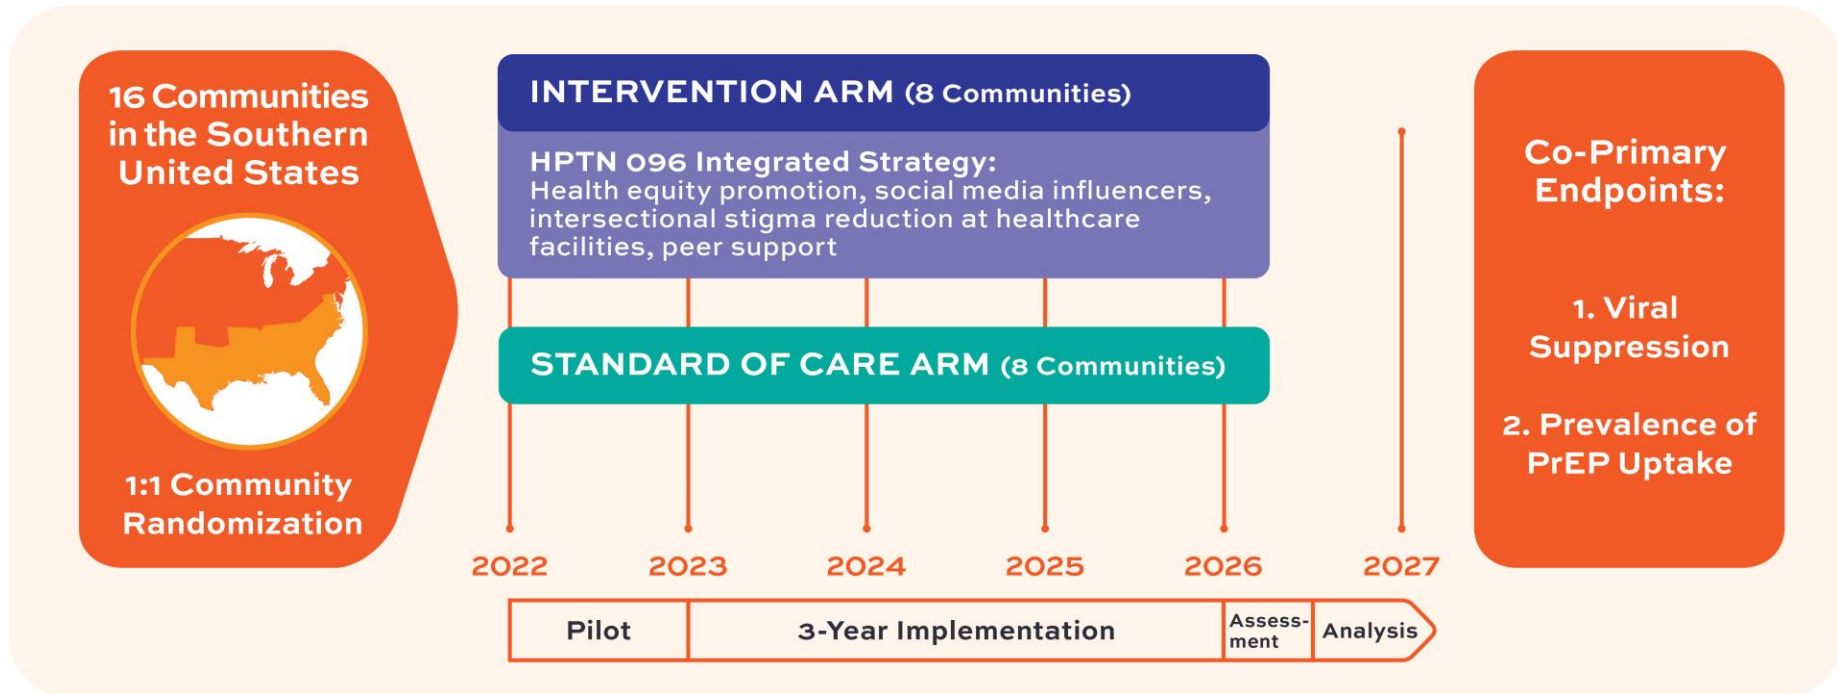 16 Communities
in the Southern
United States
1:1 Community
Randomization
INTERVENTION ARM (8 Communities)
HPTN 096 Integrated Strategy:
Health equity promotion, social media influencers,
intersectional stigma reduction at healthcare
facilities, peer support
STANDARD OF CARE ARM (8 Communities)
2022 2023 2024 2025 2026 2027
Pilot 3-Year Implementation Assess-
ment Analysis
Co-Primary
Endpoints:
1. Viral
Suppression
2. Prevalence of
PrEP Uptake